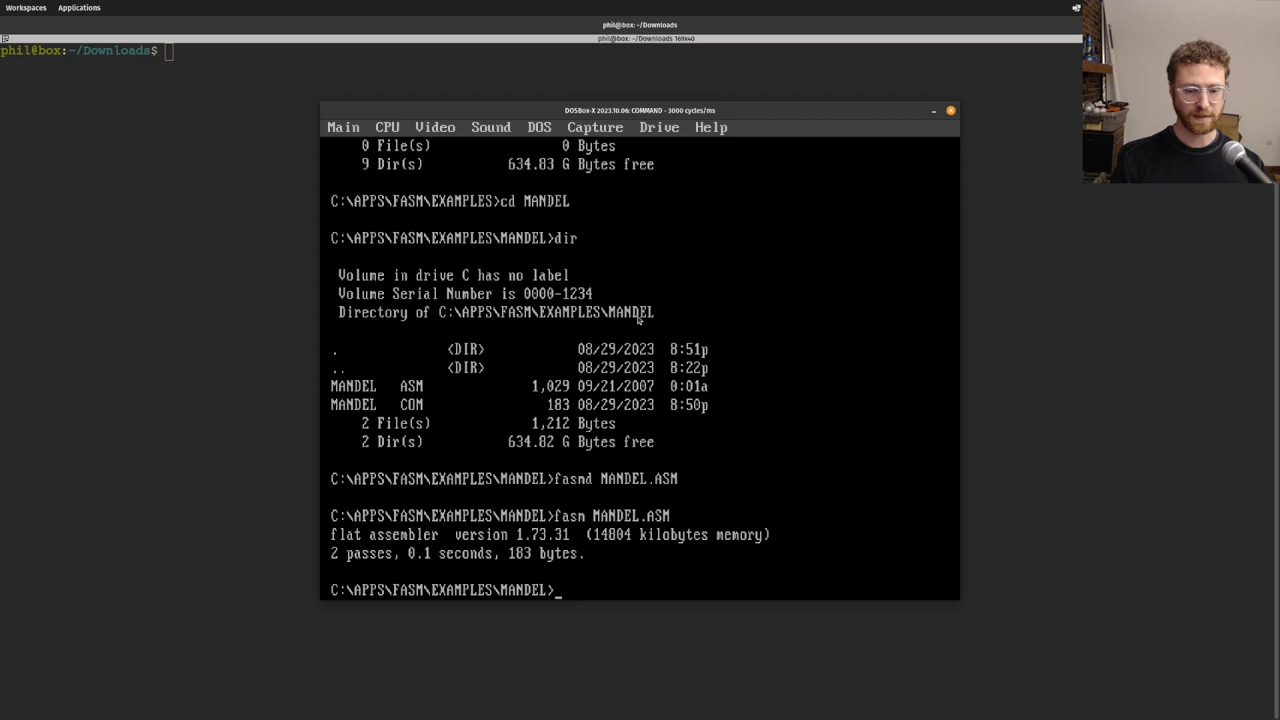 Workspaces Applications
phil@box: ~/Downloads
phil@box: ~/Downloads 169x40
phil@box:~/Downloads$
DOSBox-X 2023.10.06: COMMAND - 3000 cycles/ms
Main CPU Video Sound DOS Capture Drive Help
0 File(s) 0 Bytes
9 Dir(s) 634.83 G Bytes free
C:\APPS\FASM\EXAMPLES>cd MANDEL
C:\APPS\FASM\EXAMPLES\MANDEL>dir
Volume in drive C has no label
Volume Serial Number is 0000-1234
Directory of C:\APPS\FASM\EXAMPLES\MANDEL
. <DIR> 08/29/2023 8:51p
.. <DIR> 08/29/2023 8:22p
MANDEL ASM 1,029 09/21/2007 0:01a
MANDEL COM 183 08/29/2023 8:50p
2 File(s) 1,212 Bytes
2 Dir(s) 634.82 G Bytes free
C:\APPS\FASM\EXAMPLES\MANDEL>fasmd MANDEL.ASM
C:\APPS\FASM\EXAMPLES\MANDEL>fasm MANDEL.ASM
flat assembler version 1.73.31 (14804 kilobytes memory)
2 passes, 0.1 seconds, 183 bytes.
C:\APPS\FASM\EXAMPLES\MANDEL>_